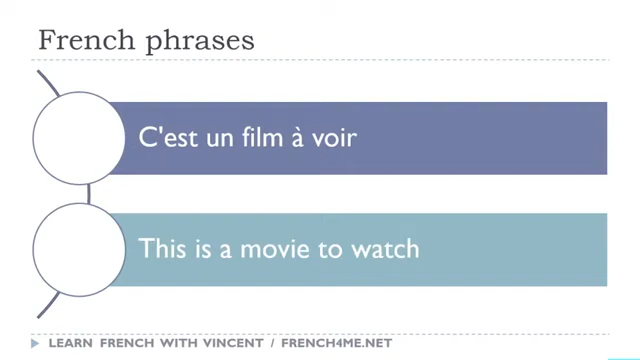 French phrases
C'est un film à voir
This is a movie to watch
LEARN FRENCH WITH VINCENT / FRENCH4ME.NET